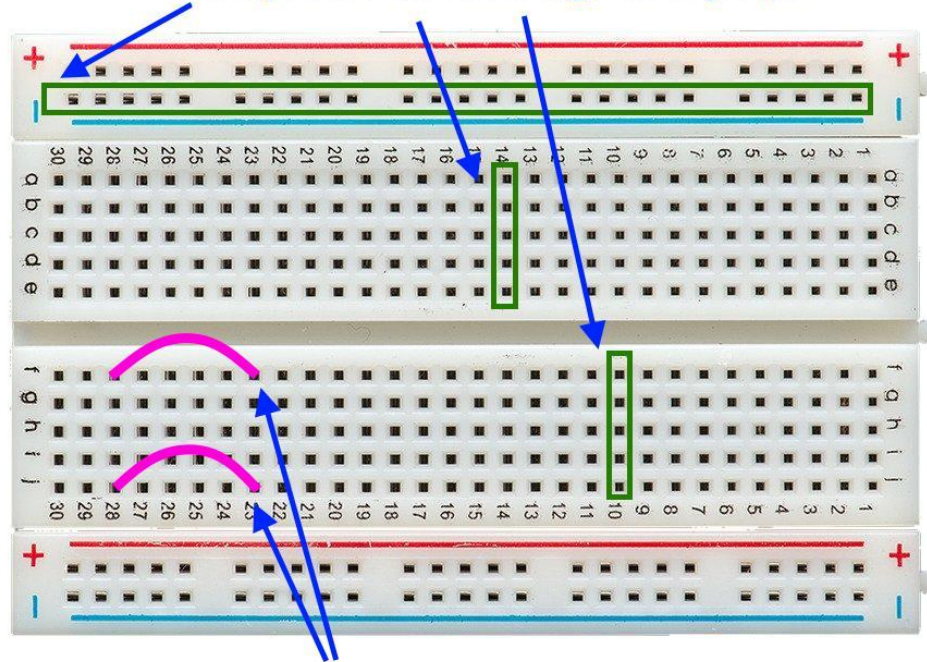 + +
| |
30 29 28 27 26 25 24 23 22 21 20 19 18 17 16 15 14 13 12 11 10 9 8 7 6 5 4 3 2 1
a a
b b
c c
d d
e e
f f
g g
h h
i i
j j
30 29 28 27 26 25 24 23 22 21 20 19 18 17 16 15 14 13 12 11 10 9 8 7 6 5 4 3 2 1
+ +
| |